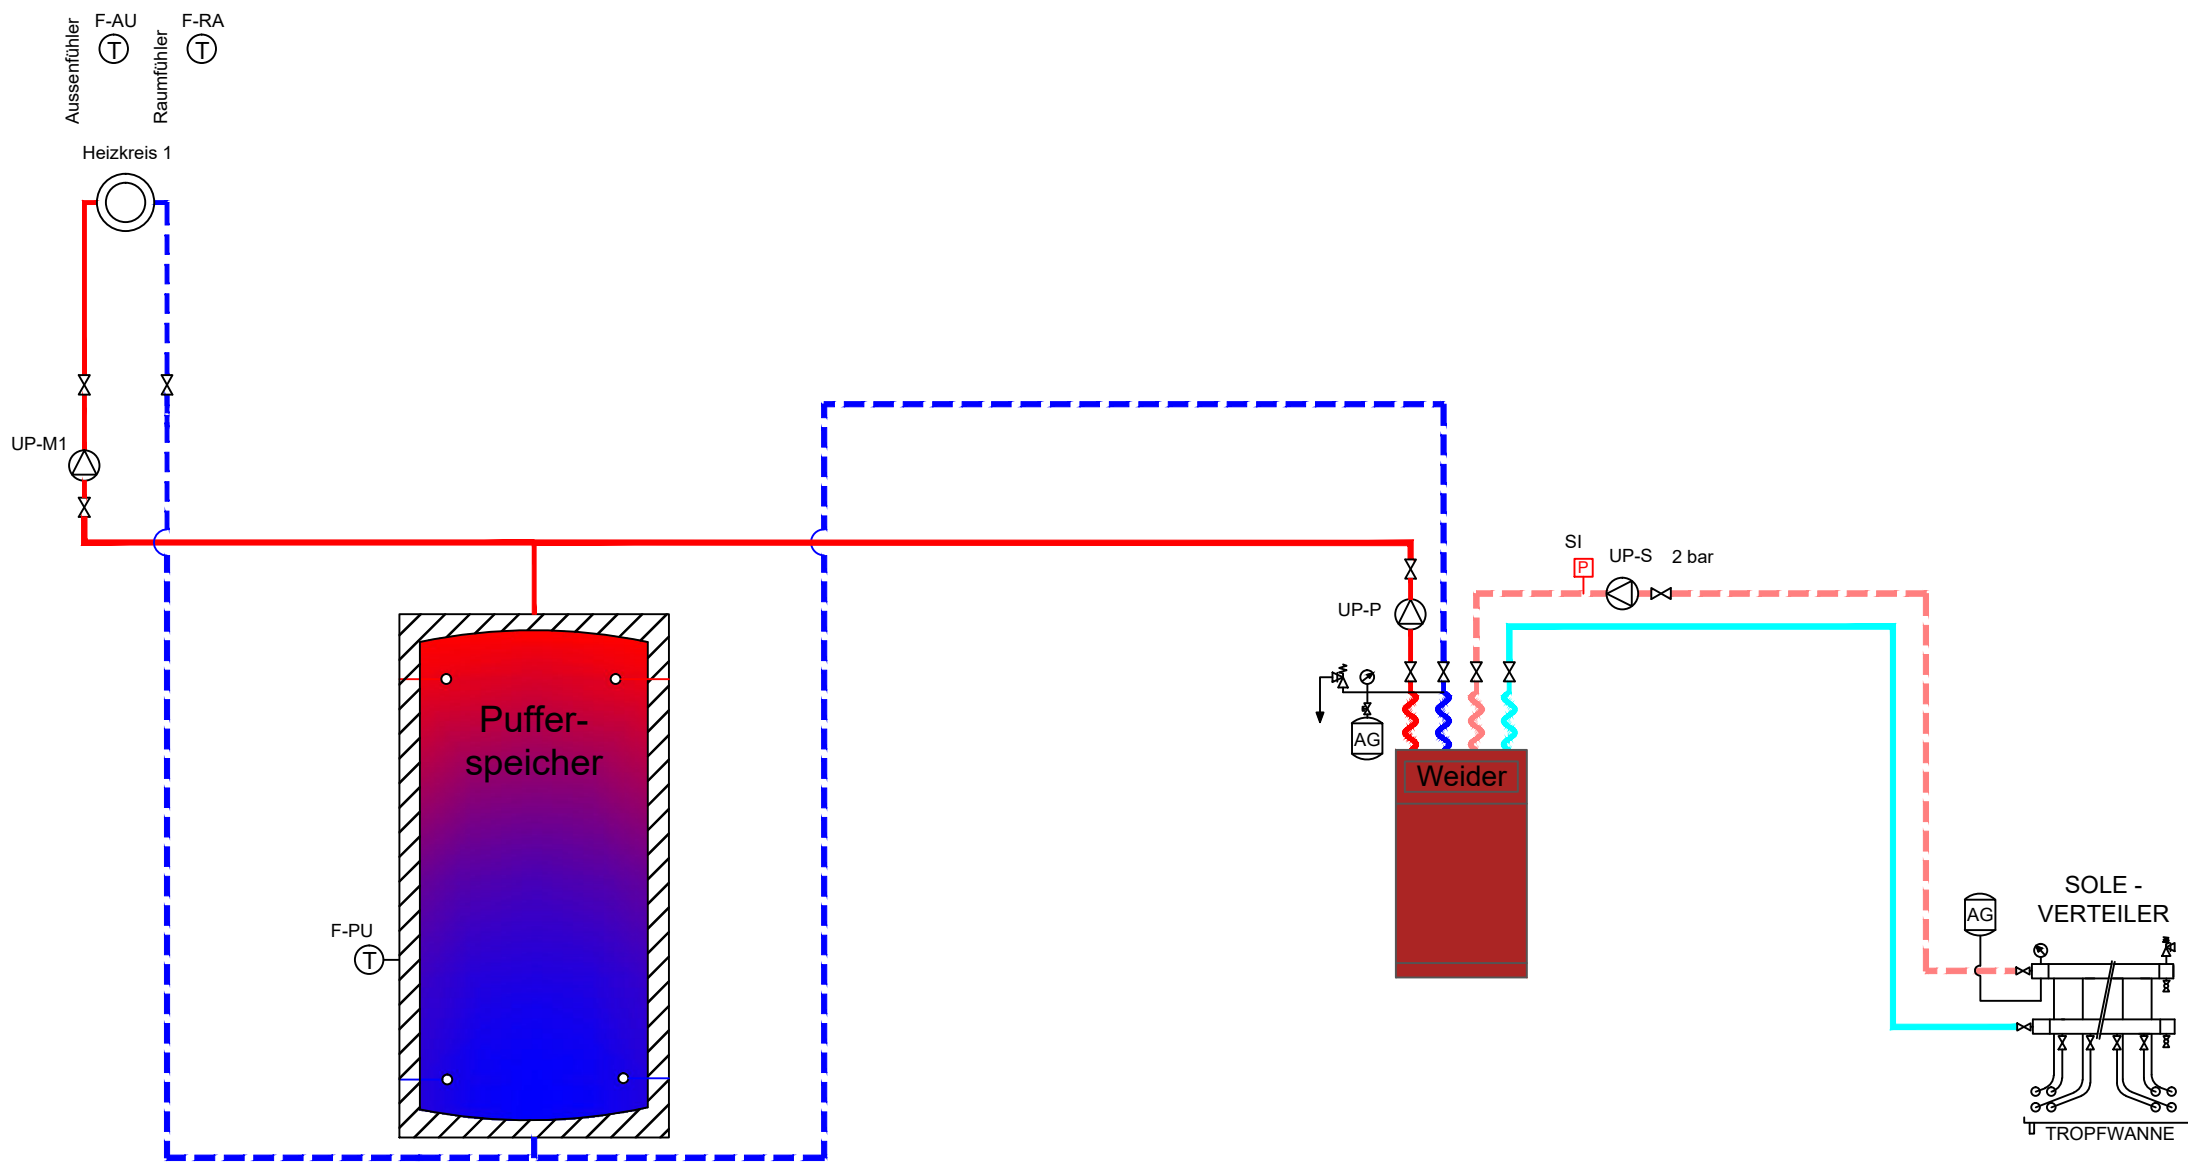 F-AU
F-RA
T
T
Aussenfühler
Raumfühler
Heizkreis 1
UP-M1
SI
P
UP-S
2 bar
UP-P
Puffer-
speicher
AG
Weider
F-PU
T
AG
SOLE -
VERTEILER
TROPFWANNE